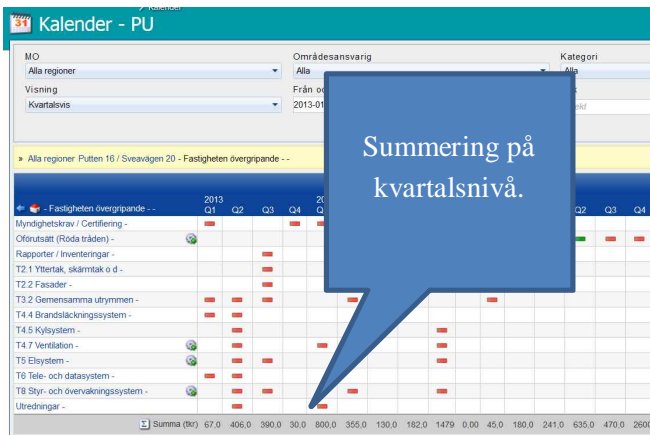 Kalender
31 Kalender - PU
MO Områdesansvarig Kategori
Alla regioner Alla Alla
Visning Från oc
Kvartalsvis 2013-01
» Alla regioner Putten 16 / Sveavägen 20 - Fastigheten övergripande - -
Summering på
kvartalsnivå.
2013
- Fastigheten övergripande - - Q1 Q2 Q3 Q4 Q2 Q3 Q4
Myndighetskrav / Certifiering -
Oförutsätt (Röda tråden) -
Rapporter / Inventeringar -
T2.1 Yttertak, skärmtak o d -
T2.2 Fasader -
T3.2 Gemensamma utrymmen -
T4.4 Brandsläckningssystem -
T4.5 Kylsystem -
T4.7 Ventilation -
T5 Elsystem -
T6 Tele- och datasystem -
T8 Styr- och övervakningssystem -
Utredningar -
Σ Summa (tkr) 67,0 406,0 390,0 30,0 800,0 355,0 130,0 182,0 1479 0,00 45,0 180,0 241,0 635,0 470,0 2600